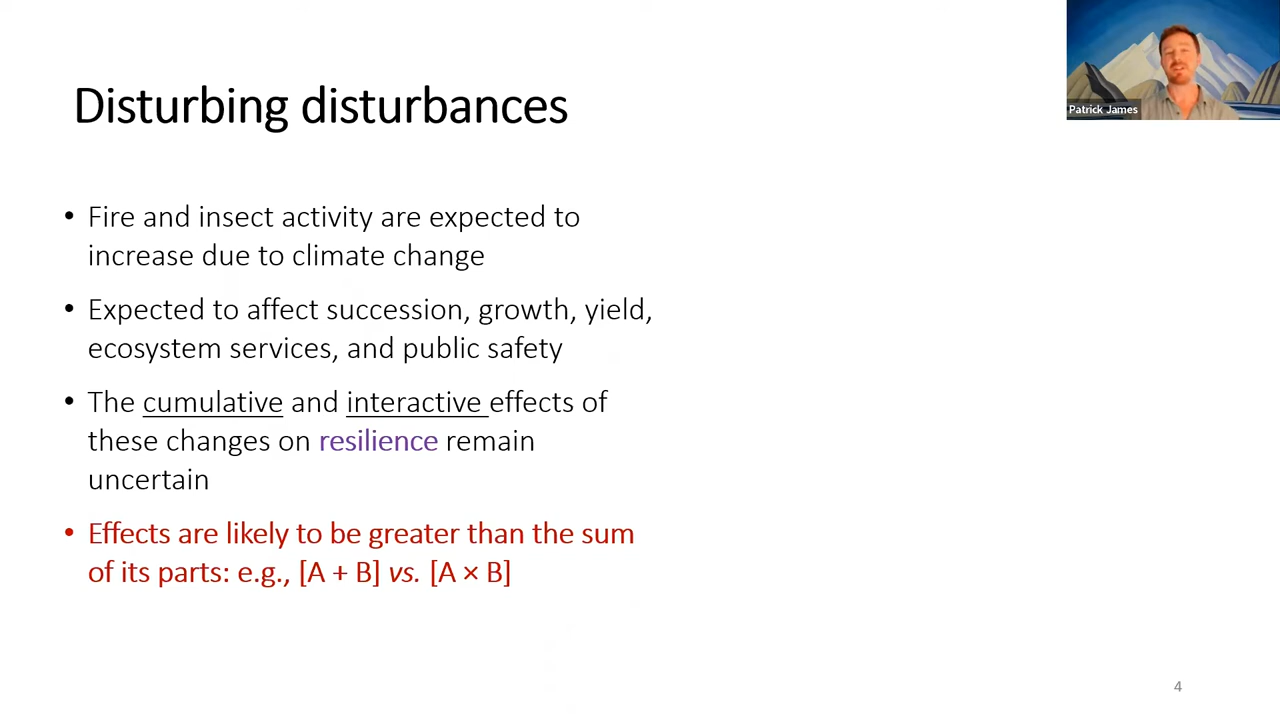 Patrick James
Disturbing disturbances
• Fire and insect activity are expected to
increase due to climate change
• Expected to affect succession, growth, yield,
ecosystem services, and public safety
• The cumulative and interactive effects of
these changes on resilience remain
uncertain
• Effects are likely to be greater than the sum
of its parts: e.g., [A + B] vs. [A × B]
4